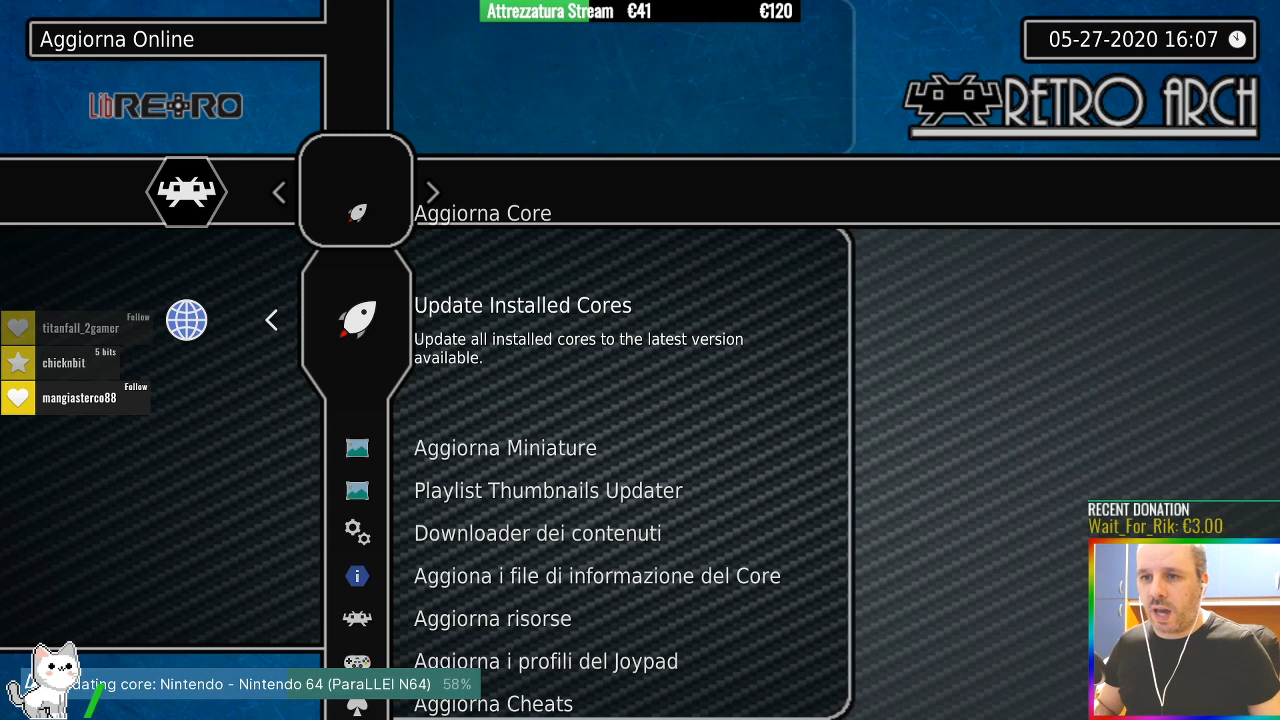 Attrezzatura Stream €41 €120
Aggiorna Online
05-27-2020 16:07
LibRETRO
RETRO ARCH
Aggiorna Core
Update Installed Cores
Update all installed cores to the latest version
available.
Follow
titanfall_2gamer
5 bits
chicknbit
Follow
mangiasterco88
Aggiorna Miniature
Playlist Thumbnails Updater
Downloader dei contenuti
Aggiona i file di informazione del Core
Aggiorna risorse
Aggiorna i profili del Joypad
Aggiorna Cheats
RECENT DONATION
Wait_For_Rik: €3.00
core: Nintendo - Nintendo 64 (ParaLLEl N64) 58%